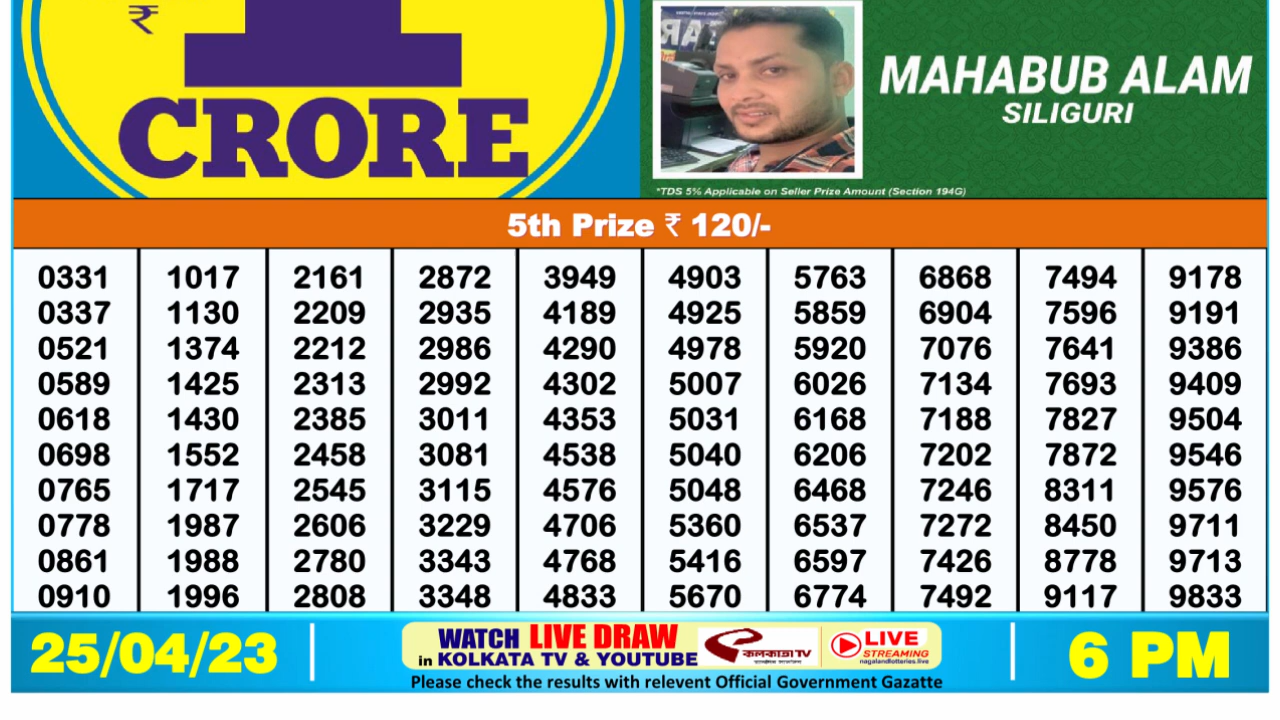 ₹
1
CRORE
MAHABUB ALAM
SILIGURI
*TDS 5% Applicable on Seller Prize Amount (Section 194G)
5th Prize ₹ 120/-
0331 1017 2161 2872 3949 4903 5763 6868 7494 9178
0337 1130 2209 2935 4189 4925 5859 6904 7596 9191
0521 1374 2212 2986 4290 4978 5920 7076 7641 9386
0589 1425 2313 2992 4302 5007 6026 7134 7693 9409
0618 1430 2385 3011 4353 5031 6168 7188 7827 9504
0698 1552 2458 3081 4538 5040 6206 7202 7872 9546
0765 1717 2545 3115 4576 5048 6468 7246 8311 9576
0778 1987 2606 3229 4706 5360 6537 7272 8450 9711
0861 1988 2780 3343 4768 5416 6597 7426 8778 9713
0910 1996 2808 3348 4833 5670 6774 7492 9117 9833
25/04/23
WATCH LIVE DRAW
in KOLKATA TV & YOUTUBE
কলকাতা TV
LIVE
STREAMING
nagalandlotteries.live
Please check the results with relevent Official Government Gazatte
6 PM